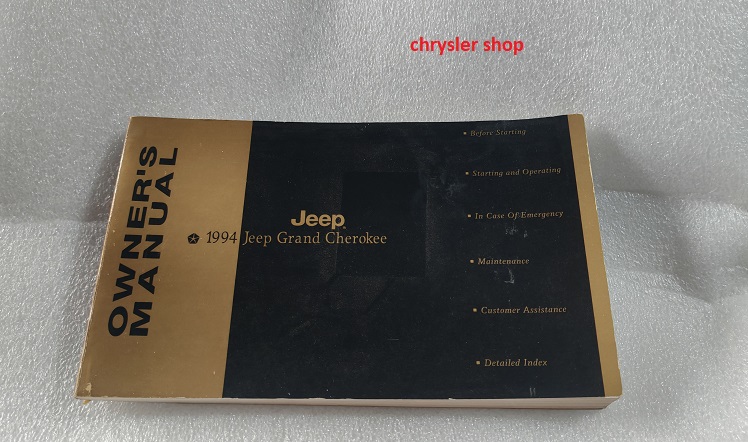 chrysler shop
OWNER'S
MANUAL
Jeep
1994 Jeep Grand Cherokee
▪ Before Starting
▪ Starting and Operating
▪ In Case Of Emergency
▪ Maintenance
▪ Customer Assistance
▪ Detailed Index